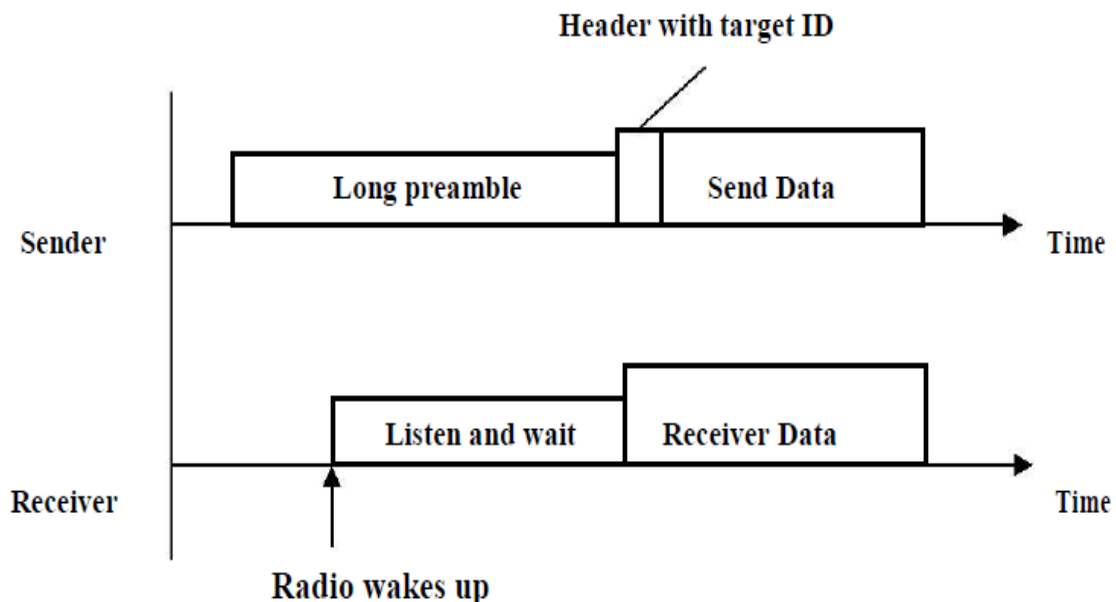 Header with target ID
Long preamble
Send Data
Sender
Time
Listen and wait
Receiver Data
Receiver
Time
Radio wakes up